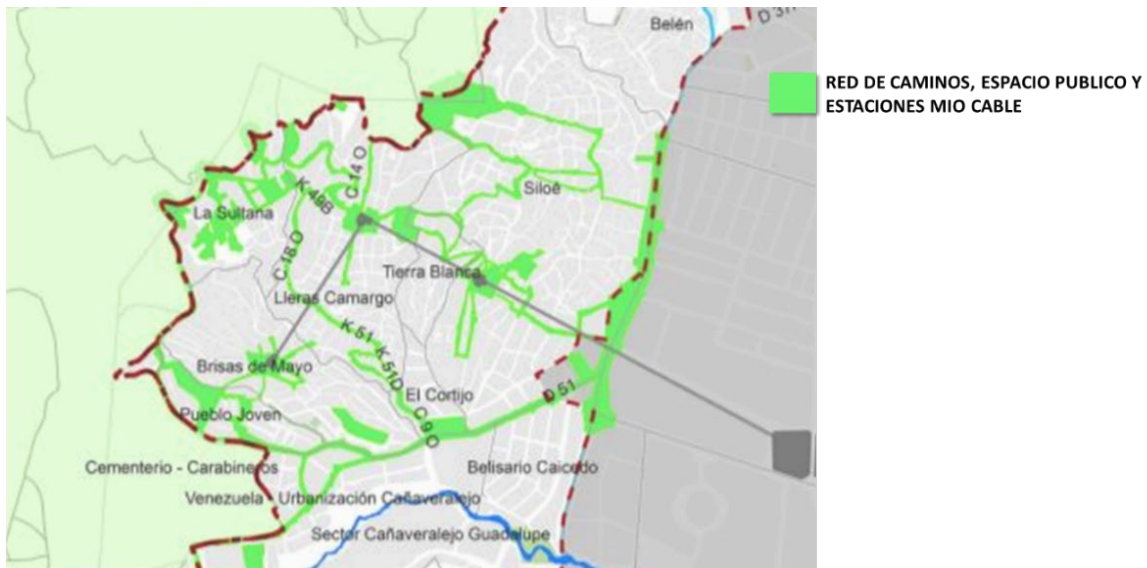 Belén
D 37
RED DE CAMINOS, ESPACIO PUBLICO Y
ESTACIONES MIO CABLE
C 14 O
K 49B
Siloé
La Sultana
C 18 O
Tierra Blanca
Lleras Camargo
K 51
K 51D
Brisas de Mayo
El Cortijo
D 51
Pueblo Joven
C 9 O
Cementerio - Carabineros
Belisario Caicedo
Venezuela - Urbanización Cañaveralejo
Sector Cañaveralejo Guadalupe